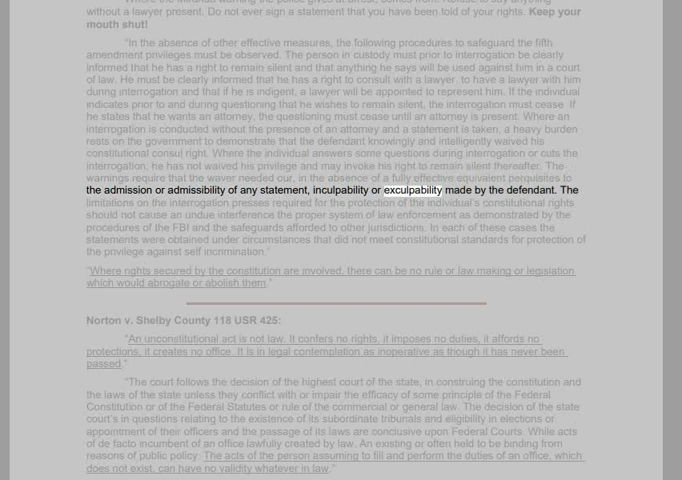 without a lawyer present. Do not ever sign a statement that you have been told of your rights. Keep your
mouth shut!
"In the absence of other effective measures, the following procedures to safeguard the fifth
amendment privileges must be observed. The person in custody must prior to interrogation be clearly
informed that he has a right to remain silent and that anything he says will be used against him in a court
of law. He must be clearly informed that he has a right to consult with a lawyer, to have a lawyer with him
during interrogation and that if he is indigent, a lawyer will be appointed to represent him. If the individual
indicates prior to and during questioning that he wishes to remain silent, the interrogation must cease. If
he states that he wants an attorney, the questioning must cease until an attorney is present. Where an
interrogation is conducted without the presence of an attorney and a statement is taken, a heavy burden
rests on the government to demonstrate that the defendant knowingly and intelligently waived his
constitutional consul right. Where the individual answers some questions during interrogation or cuts the
interrogation, he has not waived his privilege and may invoke his right to remain silent thereafter. The
warnings require that the waver needed our, in the absence of a fully effective equivalent perquisites to
the admission or admissibility of any statement, inculpability or exculpability made by the defendant. The
limitations on the interrogation presses required for the protection of the individual's constitutional rights
should not cause an undue interference the proper system of law enforcement as demonstrated by the
procedures of the FBI and the safeguards afforded to other jurisdictions. In each of these cases the
statements were obtained under circumstances that did not meet constitutional standards for protection of
the privilege against self incrimination."
"Where rights secured by the constitution are involved, there can be no rule or law making or legislation
which would abrogate or abolish them."
Norton v. Shelby County 118 USR 425:
"An unconstitutional act is not law. It confers no rights, it imposes no duties, it affords no
protections, it creates no office. It is in legal contemplation as inoperative as though it has never been
passed."
"The court follows the decision of the highest court of the state, in construing the constitution and
the laws of the state unless they conflict with or impair the efficacy of some principle of the Federal
Constitution or of the Federal Statutes or rule of the commercial or general law. The decision of the state
court's in questions relating to the existence of its subordinate tribunals and eligibility in elections or
appointment of their officers and the passage of its laws are conclusive upon Federal Courts. While acts
of de facto incumbent of an office lawfully created by law. An existing or often held to be binding from
reasons of public policy. The acts of the person assuming to fill and perform the duties of an office, which
does not exist, can have no validity whatever in law."